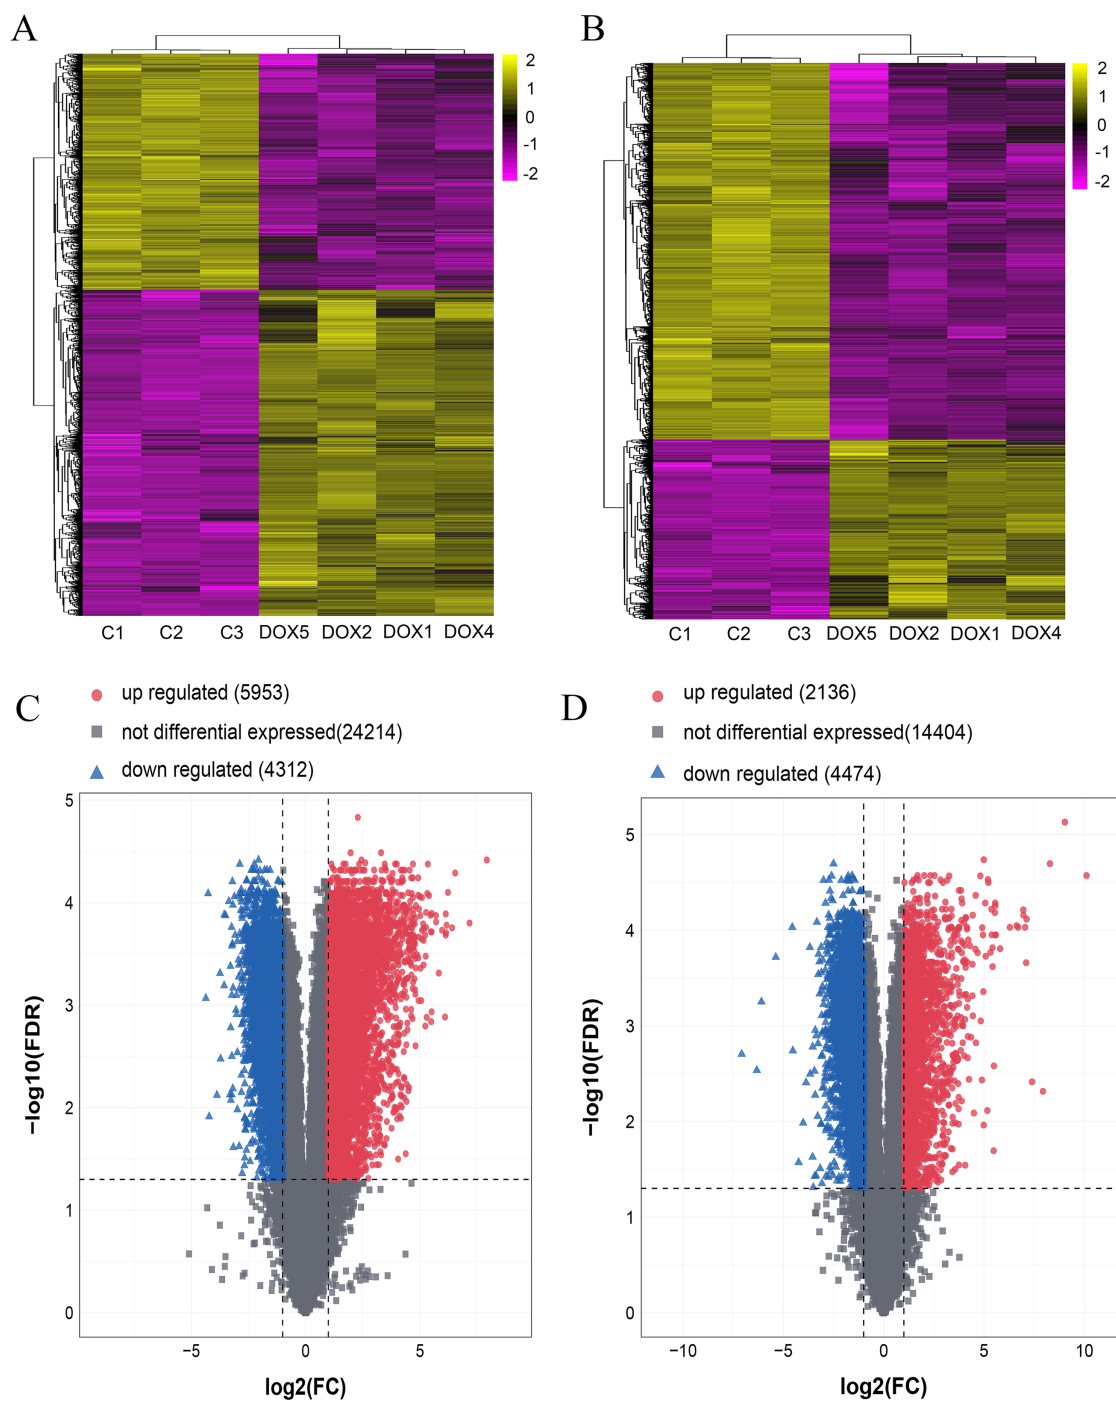 A
2
1
0
-1
-2
C1 C2 C3 DOX5 DOX2 DOX1 DOX4
B
2
1
0
-1
-2
C1 C2 C3 DOX5 DOX2 DOX1 DOX4
C
up regulated (5953)
not differential expressed(24214)
down regulated (4312)
5
4
3
2
1
0
−log10(FDR)
−5 0 5
log2(FC)
D
up regulated (2136)
not differential expressed(14404)
down regulated (4474)
5
4
3
2
1
0
−log10(FDR)
−10 −5 0 5 10
log2(FC)